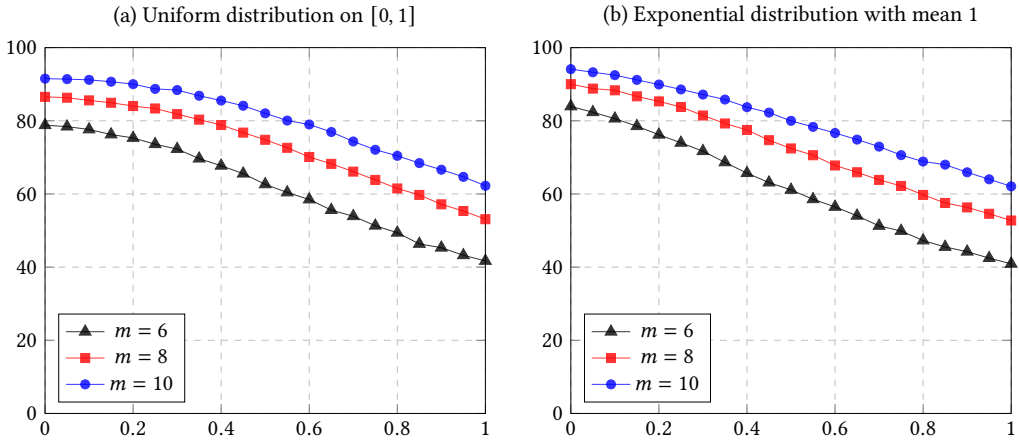 (a) Uniform distribution on [0, 1]
100
80
60
40
20
0
0 0.2 0.4 0.6 0.8 1
m = 6
m = 8
m = 10
(b) Exponential distribution with mean 1
100
80
60
40
20
0
0 0.2 0.4 0.6 0.8 1
m = 6
m = 8
m = 10